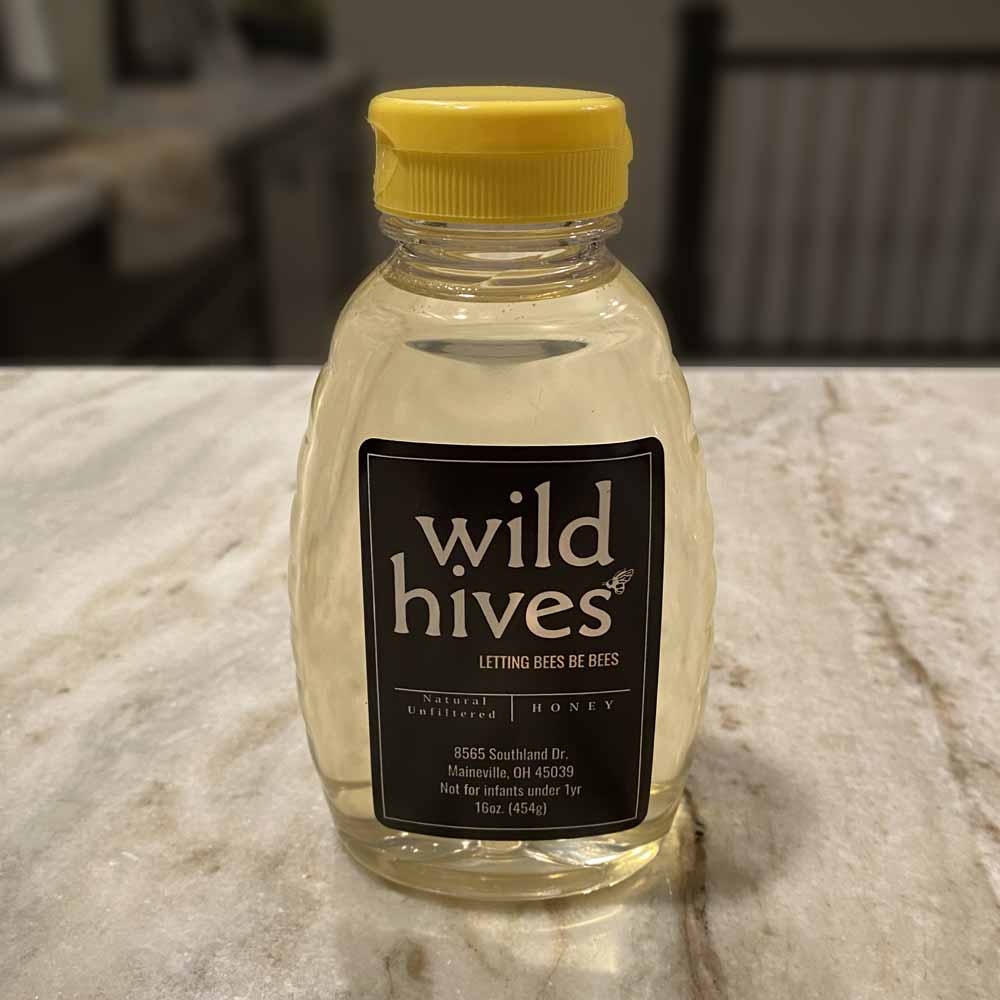 wild
hives
LETTING BEES BE BEES
Natural
Unfiltered
HONEY
8565 Southland Dr.
Maineville, OH 45039
Not for infants under 1yr
16oz. (454g)